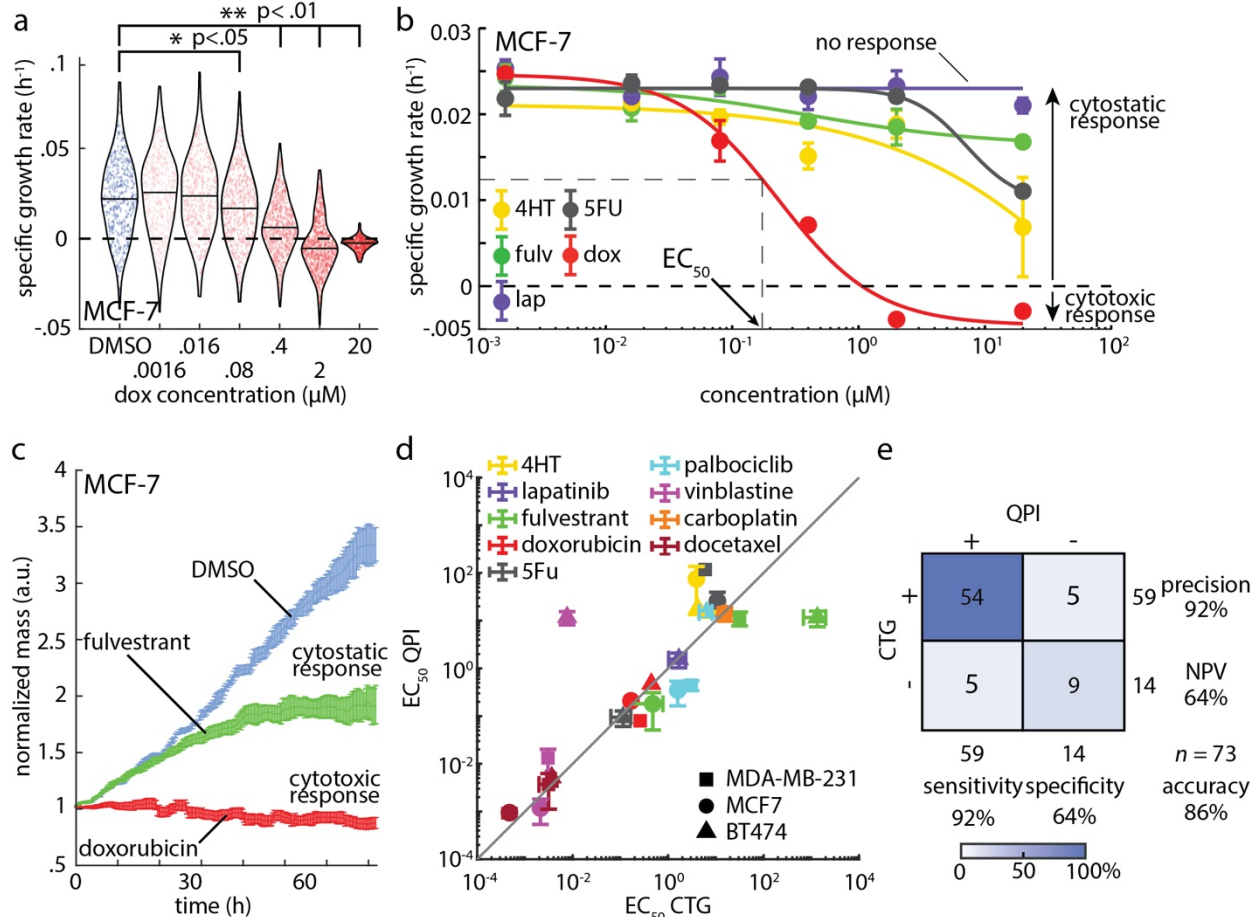 a
** p< .01
* p<.05
specific growth rate (h⁻¹)
.1
.05
0
-.05
MCF-7
DMSO .016 .4 20
.0016 .08 2
dox concentration (µM)
b
MCF-7
no response
specific growth rate (h⁻¹)
0.03
0.02
0.01
0
-.005
4HT 5FU
fulv dox
lap
EC₅₀
cytostatic
response
cytotoxic
response
10⁻³ 10⁻² 10⁻¹ 10⁰ 10¹ 10²
concentration (µM)
c
MCF-7
normalized mass (a.u.)
4
3.5
3
2.5
2
1.5
1
.5
DMSO
fulvestrant
cytostatic
response
cytotoxic
response
doxorubicin
0 30 60
time (h)
d
4HT palbociclib
lapatinib vinblastine
fulvestrant carboplatin
doxorubicin docetaxel
5Fu
EC₅₀ QPI
10⁴
10²
10⁰
10⁻²
10⁻⁴
MDA-MB-231
MCF7
BT474
10⁻⁴ 10⁻² 10⁰ 10² 10⁴
EC₅₀ CTG
e
QPI
+ -
CTG
+ 54 5 59 precision
92%
- 5 9 14 NPV
64%
59 14 n = 73
sensitivity specificity accuracy
92% 64% 86%
0 50 100%